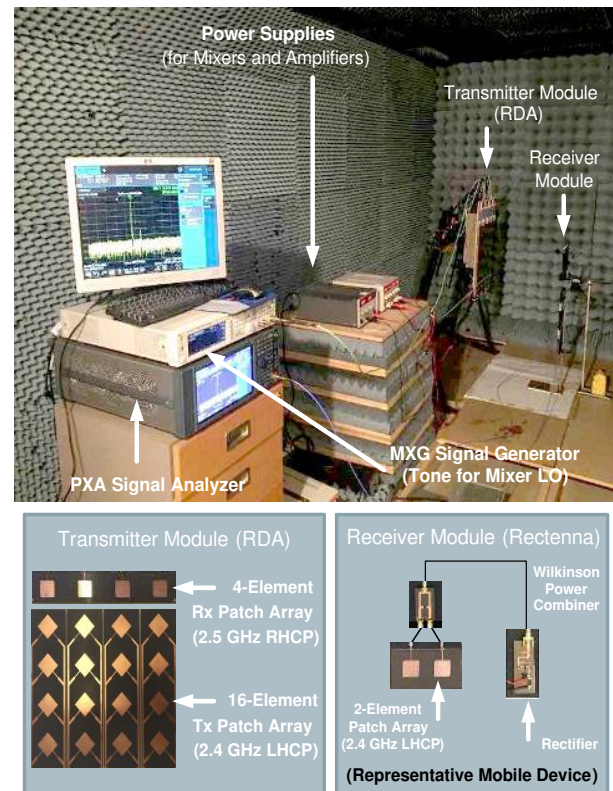 Power Supplies
(for Mixers and Amplifiers)
Transmitter Module
(RDA)
Receiver
Module
MXG Signal Generator
(Tone for Mixer LO)
PXA Signal Analyzer
Transmitter Module (RDA)
4-Element
Rx Patch Array
(2.5 GHz RHCP)
16-Element
Tx Patch Array
(2.4 GHz LHCP)
Receiver Module (Rectenna)
Wilkinson
Power
Combiner
2-Element
Patch Array
(2.4 GHz LHCP)
Rectifier
(Representative Mobile Device)